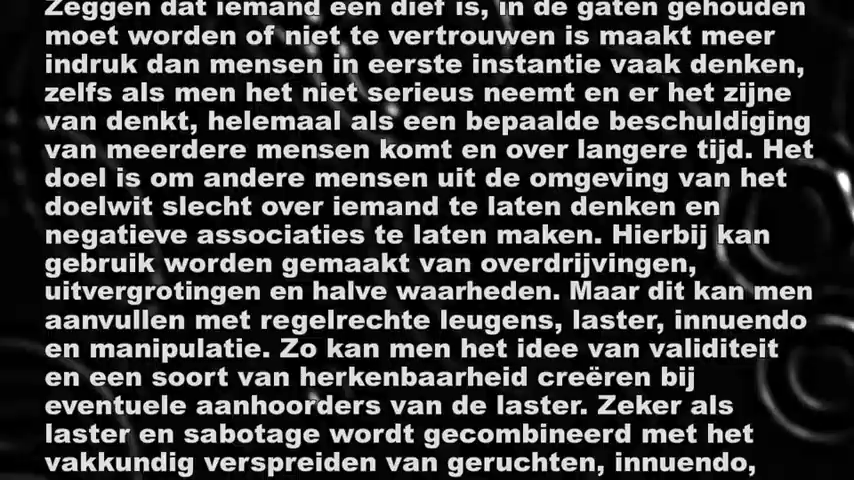 Zeggen dat iemand een dief is, in de gaten gehouden
moet worden of niet te vertrouwen is maakt meer
indruk dan mensen in eerste instantie vaak denken,
zelfs als men het niet serieus neemt en er het zijne
van denkt, helemaal als een bepaalde beschuldiging
van meerdere mensen komt en over langere tijd. Het
doel is om andere mensen uit de omgeving van het
doelwit slecht over iemand te laten denken en
negatieve associaties te laten maken. Hierbij kan
gebruik worden gemaakt van overdrijvingen,
uitvergrotingen en halve waarheden. Maar dit kan men
aanvullen met regelrechte leugens, laster, innuendo
en manipulatie. Zo kan men het idee van validiteit
en een soort van herkenbaarheid creëren bij
eventuele aanhoorders van de laster. Zeker als
laster en sabotage wordt gecombineerd met het
vakkundig verspreiden van geruchten, innuendo,